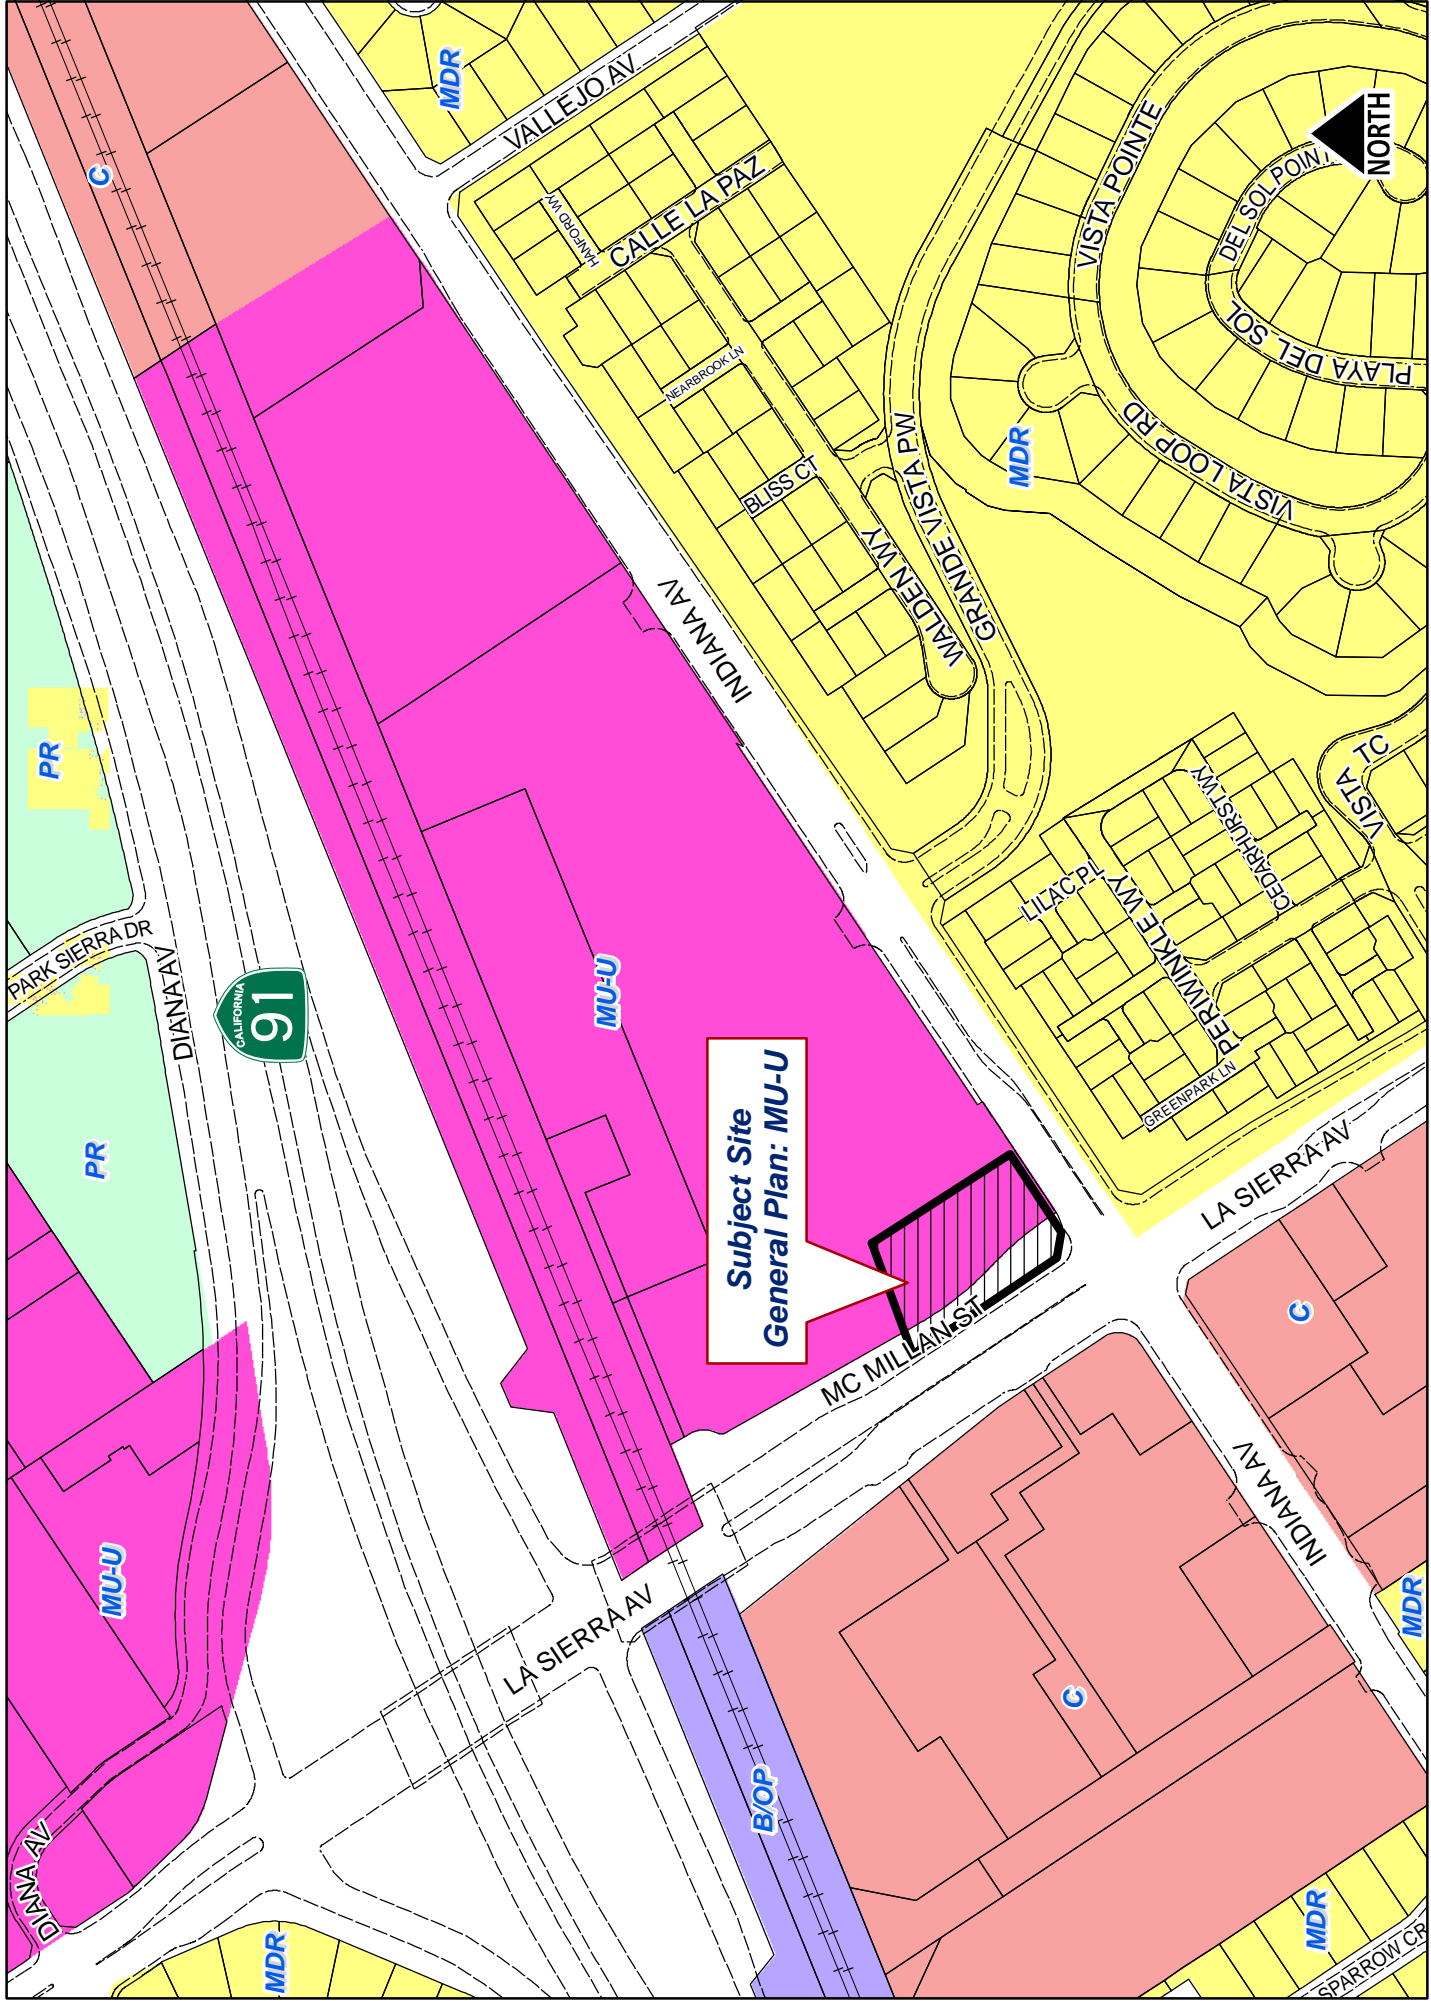 DIANA AV
MU-U
PR
PARK SIERRA DR
PR
C
DIANA AV
CALIFORNIA
91
MDR
LA SIERRA AV
MU-U
INDIANA AV
VALLEJO AV
MDR
B/OP
Subject Site
General Plan: MU-U
MC MILLAN ST
HANFORD WY
CALLE LA PAZ
NEARBROOK LN
BLISS CT
WALDEN WY
GRANDE VISTA PW
C
LILAC PL
PERIWINKLE WY
CEDARHURST WY
GREENPARK LN
MDR
VISTA POINTE
VISTA LOOP RD
DEL SOL POINT
PLAYA DEL SOL
VISTA TC
LA SIERRA AV
INDIANA AV
C
MDR
MDR
SPARROW CR
NORTH